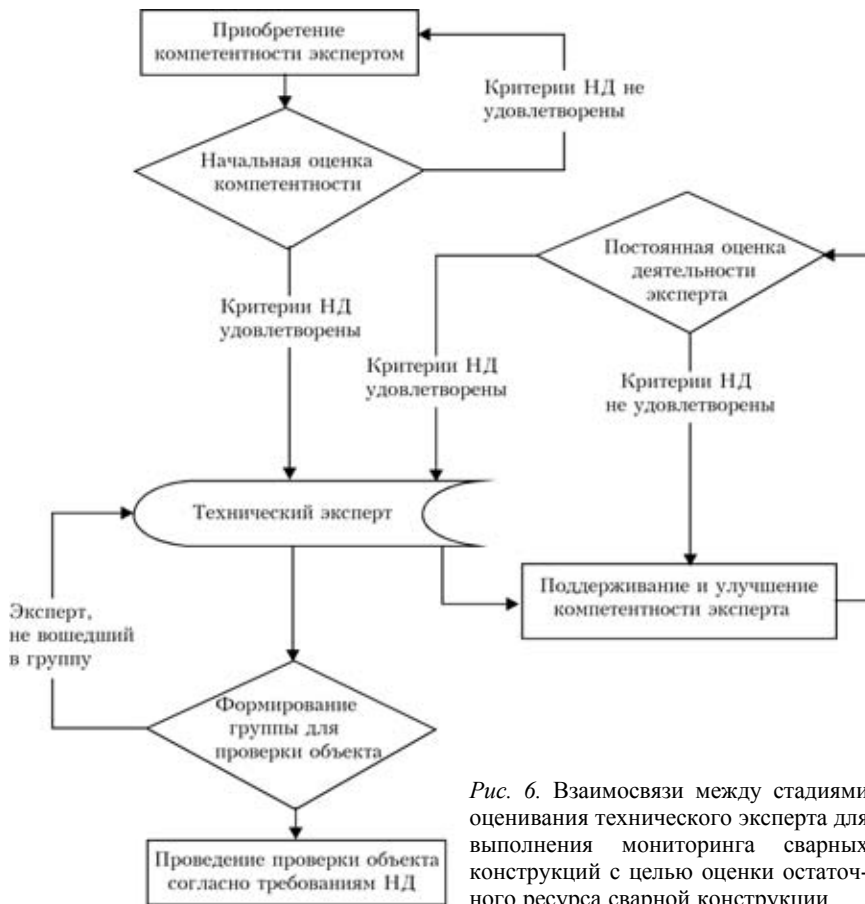 Приобретение
компетентности экспертом
Критерии НД не
удовлетворены
Начальная оценка
компетентности
Постоянная оценка
деятельности
эксперта
Критерии НД
удовлетворены
Критерии НД
удовлетворены
Критерии НД
не удовлетворены
Технический эксперт
Поддерживание и улучшение
компетентности эксперта
Эксперт,
не вошедший
в группу
Формирование
группы для
проверки объекта
Проведение проверки объекта
согласно требованиям НД
Рис. 6. Взаимосвязи между стадиями
оценивания технического эксперта для
выполнения мониторинга сварных
конструкций с целью оценки остаточ-
ного ресурса сварной конструкции